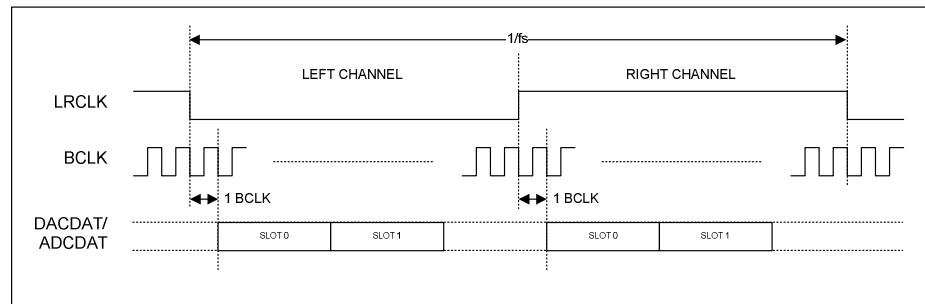 1/fs
LEFT CHANNEL RIGHT CHANNEL
LRCLK
BCLK
1 BCLK 1 BCLK
DACDAT/
ADCDAT
SLOT 0 SLOT 1 SLOT 0 SLOT 1